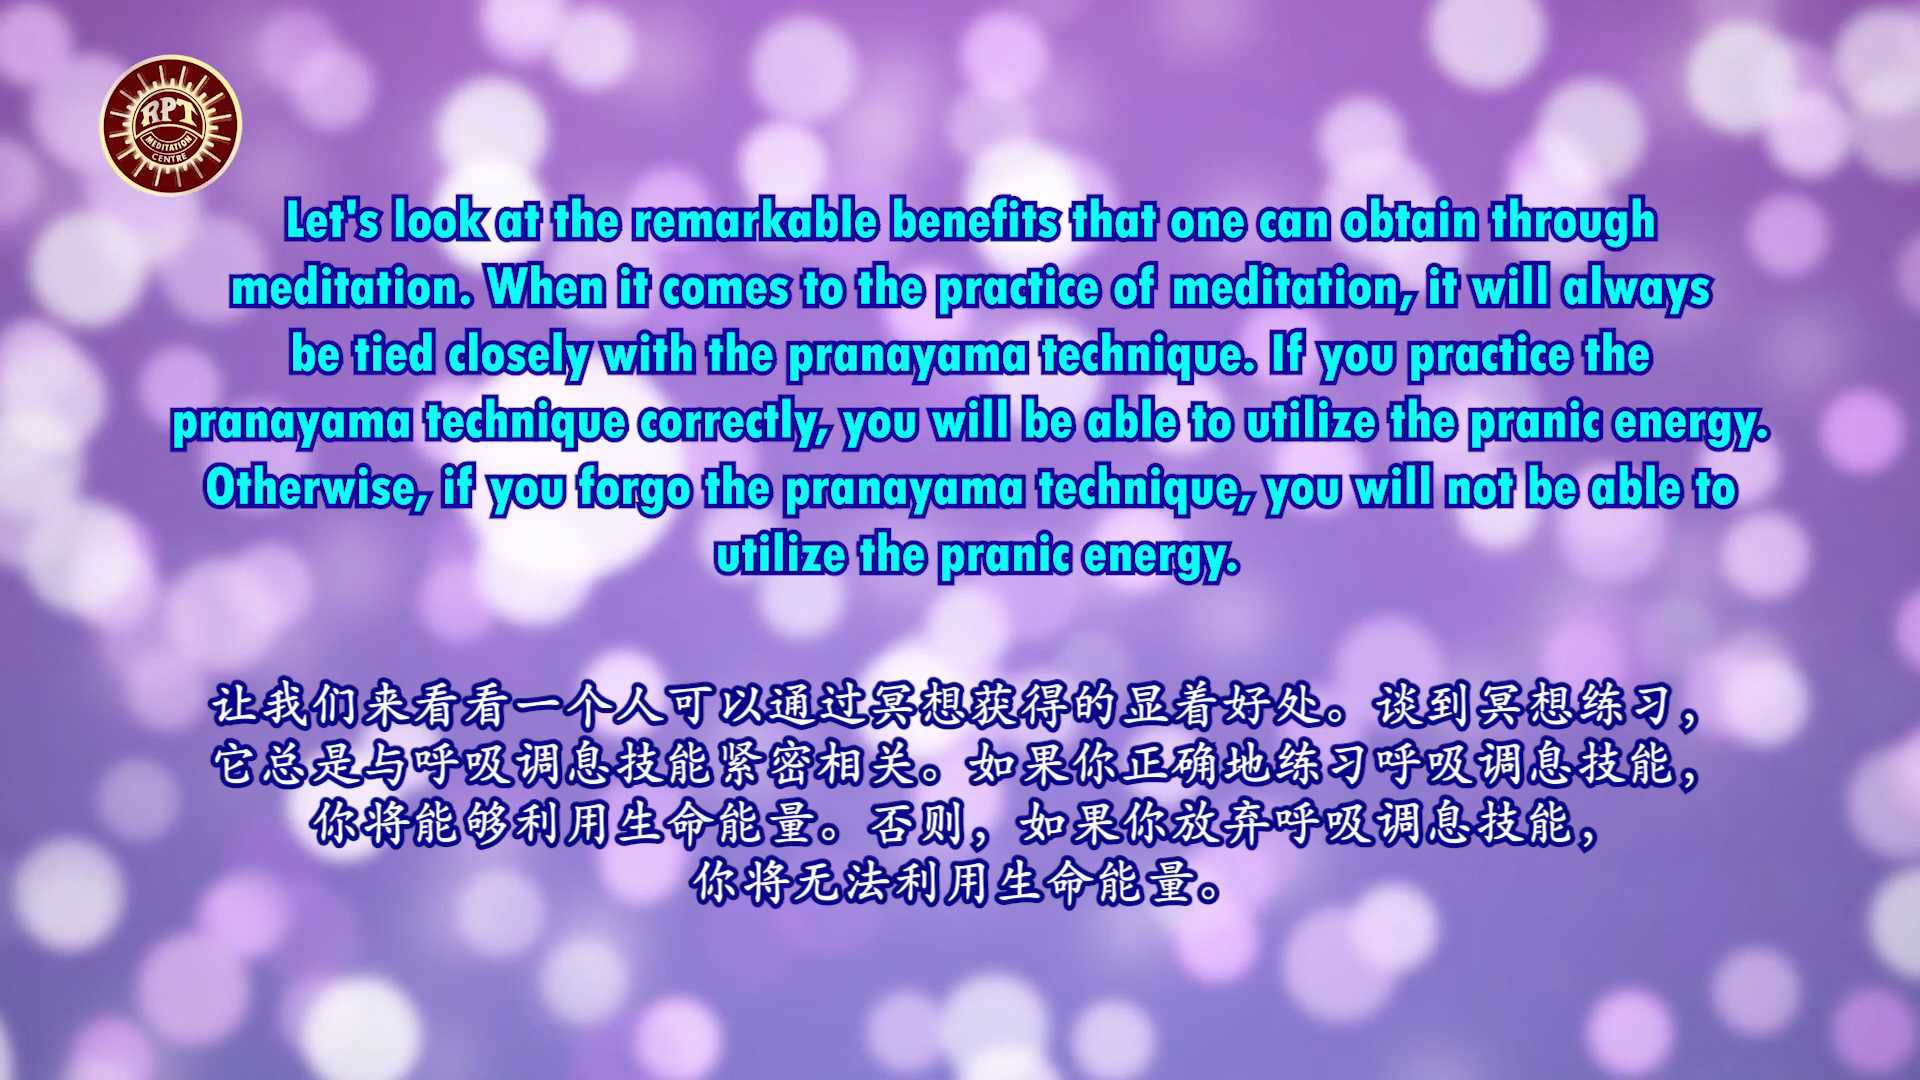 RPT
MEDITATION
CENTRE
Let's look at the remarkable benefits that one can obtain through
meditation. When it comes to the practice of meditation, it will always
be tied closely with the pranayama technique. If you practice the
pranayama technique correctly, you will be able to utilize the pranic energy.
Otherwise, if you forgo the pranayama technique, you will not be able to
utilize the pranic energy.
让我们来看看一个人可以通过冥想获得的显着好处。谈到冥想练习，
它总是与呼吸调息技能紧密相关。如果你正确地练习呼吸调息技能，
你将能够利用生命能量。否则，如果你放弃呼吸调息技能，
你将无法利用生命能量。